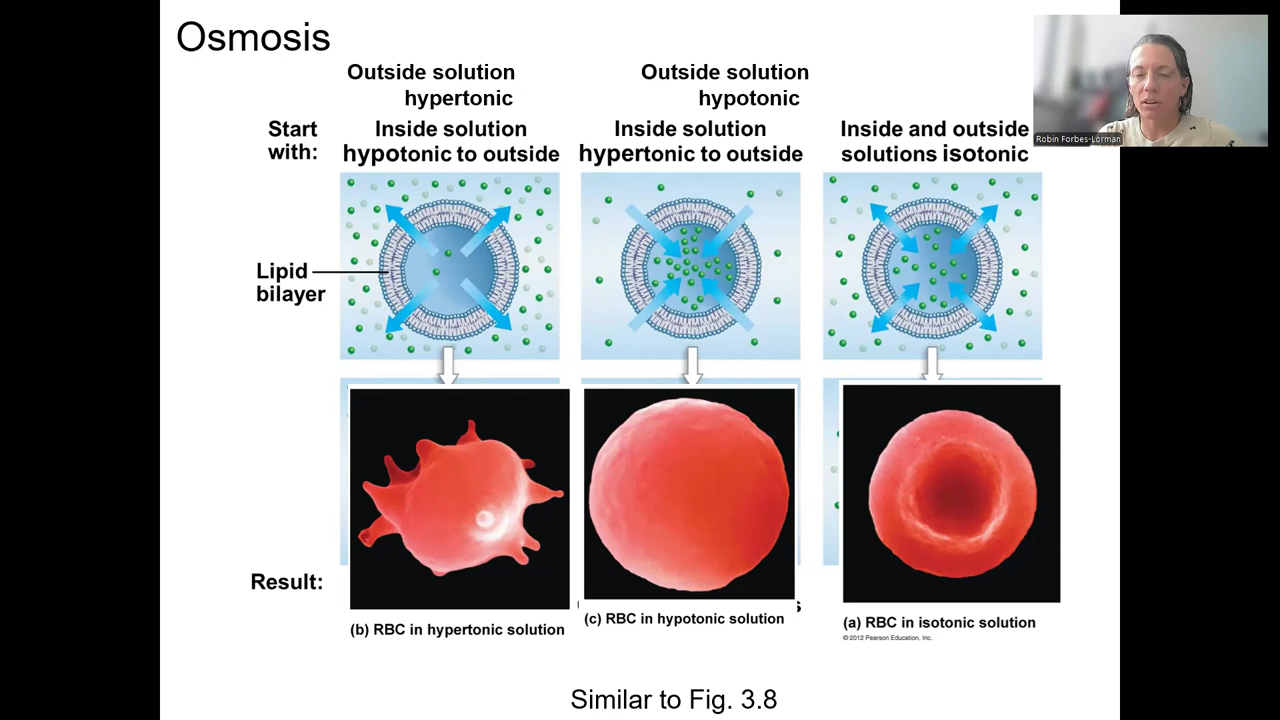 Osmosis
Outside solution
hypertonic
Outside solution
hypotonic
Start
with:
Inside solution
hypotonic to outside
Inside solution
hypertonic to outside
Inside and outside
solutions isotonic
Robin Forbes-Lorman
Lipid
bilayer
Result:
(b) RBC in hypertonic solution
(c) RBC in hypotonic solution
s
(a) RBC in isotonic solution
© 2012 Pearson Education, Inc.
Similar to Fig. 3.8